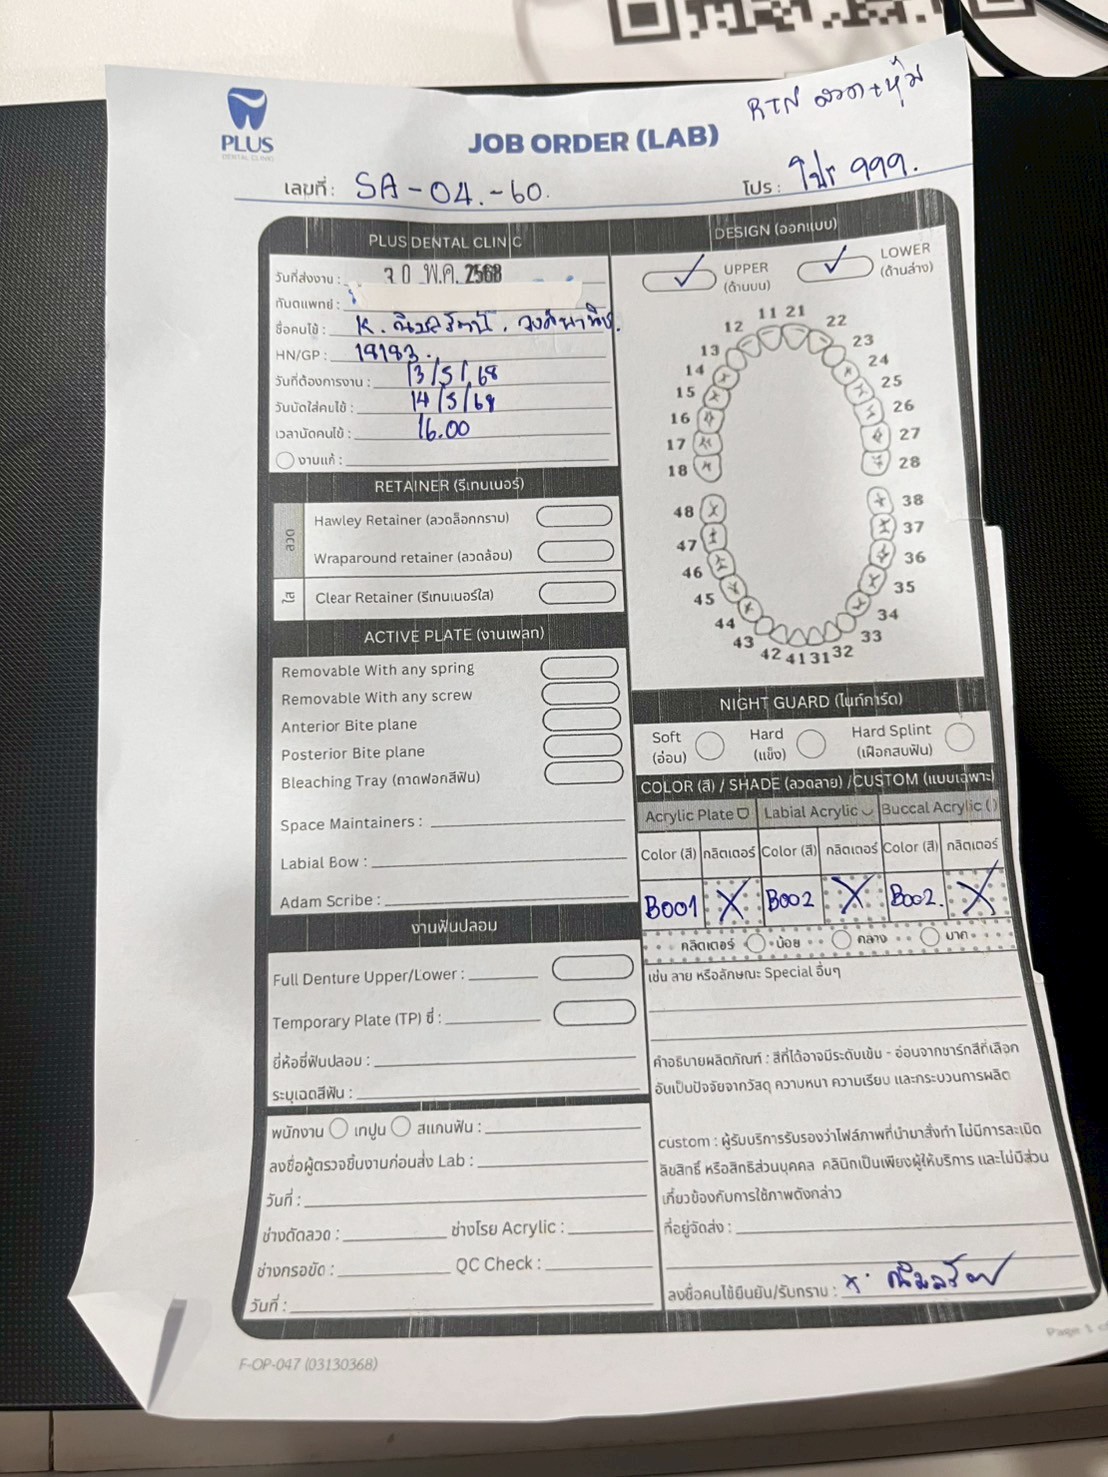 RTN ลวด+หุ้ม
PLUS
DENTAL CLINIC
JOB ORDER (LAB)
เลขที่ : SA-04.-60.
โปร : โปร 999.
PLUS DENTAL CLINIC
วันที่ส่งงาน : 30 พ.ค. 2568
ทันตแพทย์ :
ชื่อคนไข้ : K.
HN/GP : 18183.
วันที่ต้องการงาน : 13/5/68
วันนัดใส่คนไข้ : 14/5/68
เวลานัดคนไข้ : 16.00
งานแก้ :
RETAINER (รีเทนเนอร์)
ลวด
Hawley Retainer (ลวดล็อกกราม)
Wraparound retainer (ลวดล้อม)
ใส
Clear Retainer (รีเทนเนอร์ใส)
ACTIVE PLATE (งานเพลท)
Removable With any spring
Removable With any screw
Anterior Bite plane
Posterior Bite plane
Bleaching Tray (ถาดฟอกสีฟัน)
Space Maintainers :
Labial Bow :
Adam Scribe :
งานฟันปลอม
Full Denture Upper/Lower :
Temporary Plate (TP) ซี่ :
ยี่ห้อซี่ฟันปลอม :
ระบุเฉดสีฟัน :
พนักงาน เทปูน สแกนฟัน :
ลงชื่อผู้ตรวจชิ้นงานก่อนส่ง Lab :
วันที่ :
ช่างดัดลวด : ช่างโรย Acrylic :
ช่างกรอขัด : QC Check :
วันที่ :
F-OP-047 (03130368)
DESIGN (ออกแบบ)
✓ UPPER (ด้านบน)
✓ LOWER (ด้านล่าง)
11 21
12 22
13 23
14 24
15 25
16 26
17 27
18 28
48 38
47 37
46 36
45 35
44 34
43 33
42 41 31 32
NIGHT GUARD (ไนท์การ์ด)
Soft (อ่อน)
Hard (แข็ง)
Hard Splint (เฝือกสบฟัน)
COLOR (สี) / SHADE (ลวดลาย) /CUSTOM (แบบเฉพาะ)
Acrylic Plate Labial Acrylic Buccal Acrylic ()
Color (สี) กลิตเตอร์ Color (สี) กลิตเตอร์ Color (สี) กลิตเตอร์
B001 X B002 X B002. X
กลิตเตอร์ น้อย กลาง มาก
เช่น ลาย หรือลักษณะ Special อื่นๆ
คำอธิบายผลิตภัณฑ์ : สีที่ได้อาจมีระดับเข้ม - อ่อนจากชาร์ทสีที่เลือก
อันเป็นปัจจัยจากวัสดุ ความหนา ความเรียบ และกระบวนการผลิต
custom : ผู้รับบริการรับรองว่าไฟล์ภาพที่นำมาสั่งทำ ไม่มีการละเมิด
ลิขสิทธิ์ หรือสิทธิส่วนบุคคล คลินิกเป็นเพียงผู้ให้บริการ และไม่มีส่วน
เกี่ยวข้องกับการใช้ภาพดังกล่าว
ที่อยู่จัดส่ง :
ลงชื่อคนไข้ยืนยัน/รับทราบ : x
Page 1 of